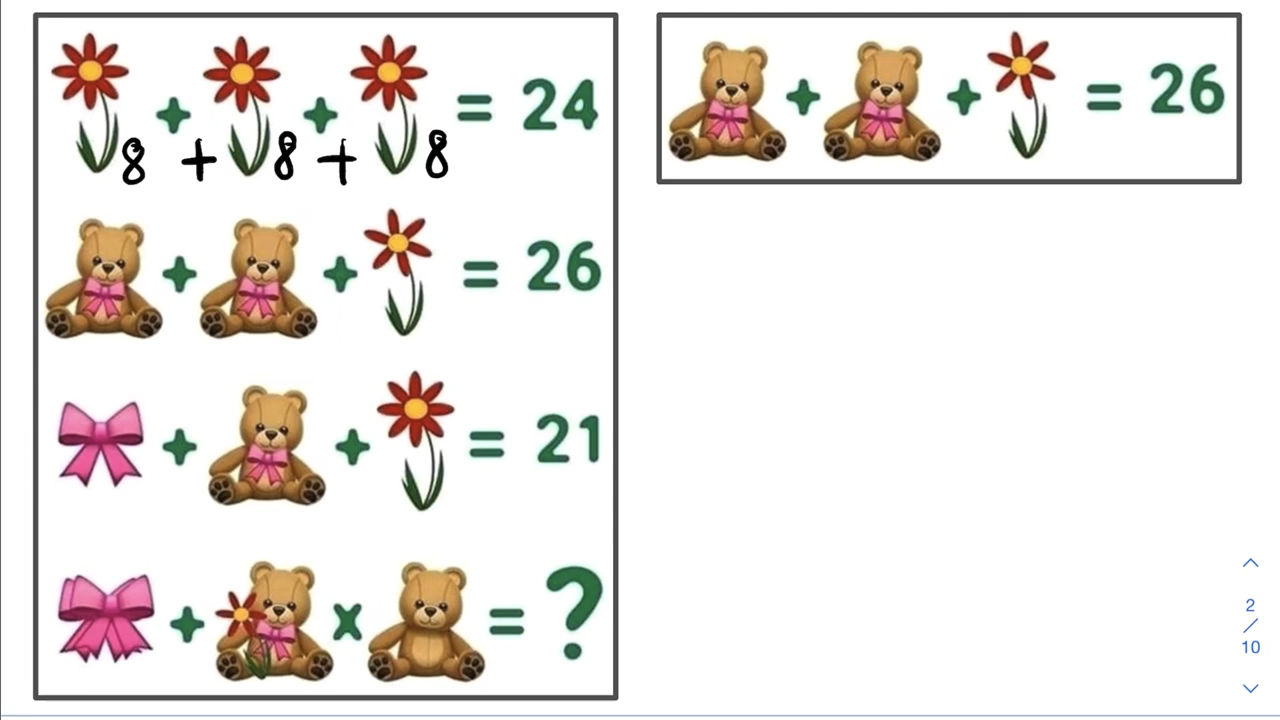 + + = 24
8 + 8 + 8
+ + = 26
+ + = 21
+ x = ?
+ + = 26
2
/
10